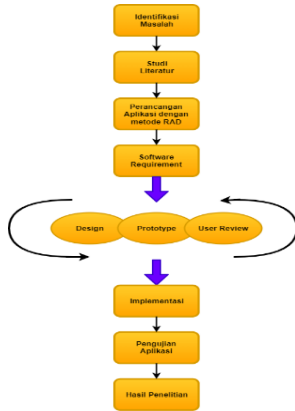 Identifikasi
Masalah
Studi
Literatur
Perancangan
Aplikasi dengan
metode RAD
Software
Requirement
Design
Prototype
User Review
Implementasi
Pengujian
Aplikasi
Hasil Penelitian